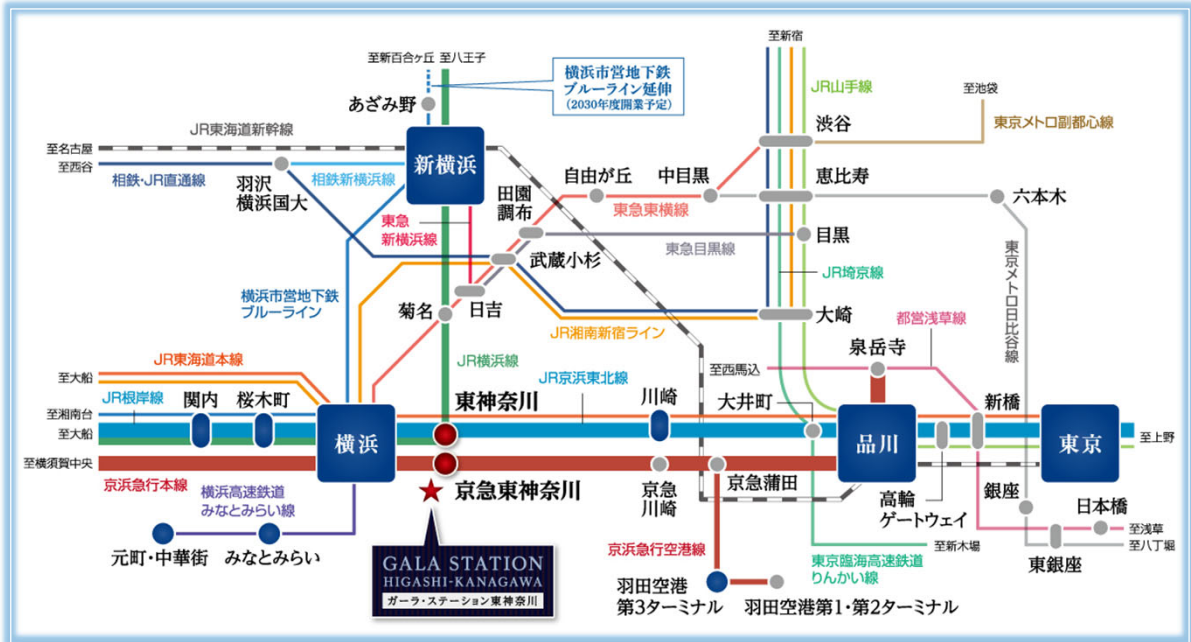 至新百合ヶ丘
至八王子
至新宿
横浜市営地下鉄
ブルーライン延伸
（2030年度開業予定）
JR山手線
至池袋
あざみ野
渋谷
東京メトロ副都心線
JR東海道新幹線
至名古屋
新横浜
至西谷
自由が丘
中目黒
恵比寿
六本木
相鉄・JR直通線
羽沢
横浜国大
相鉄新横浜線
田園
調布
東急東横線
東急
新横浜線
東急目黒線
目黒
武蔵小杉
東京メトロ日比谷線
JR埼京線
横浜市営地下鉄
ブルーライン
菊名
日吉
大崎
JR湘南新宿ライン
都営浅草線
泉岳寺
JR東海道本線
JR横浜線
JR京浜東北線
至西馬込
至大船
JR根岸線
関内
桜木町
東神奈川
川崎
大井町
新橋
至湘南台
至大船
横浜
品川
東京
至上野
至横須賀中央
京浜急行本線
横浜高速鉄道
みなとみらい線
京急東神奈川
京急
川崎
京急蒲田
高輪
ゲートウェイ
銀座
日本橋
至浅草
元町・中華街
みなとみらい
京浜急行空港線
至新木場
至八丁堀
東銀座
GALA STATION
HIGASHI-KANAGAWA
ガーラ・ステーション東神奈川
東京臨海高速鉄道
りんかい線
羽田空港
第3ターミナル
羽田空港第1・第2ターミナル